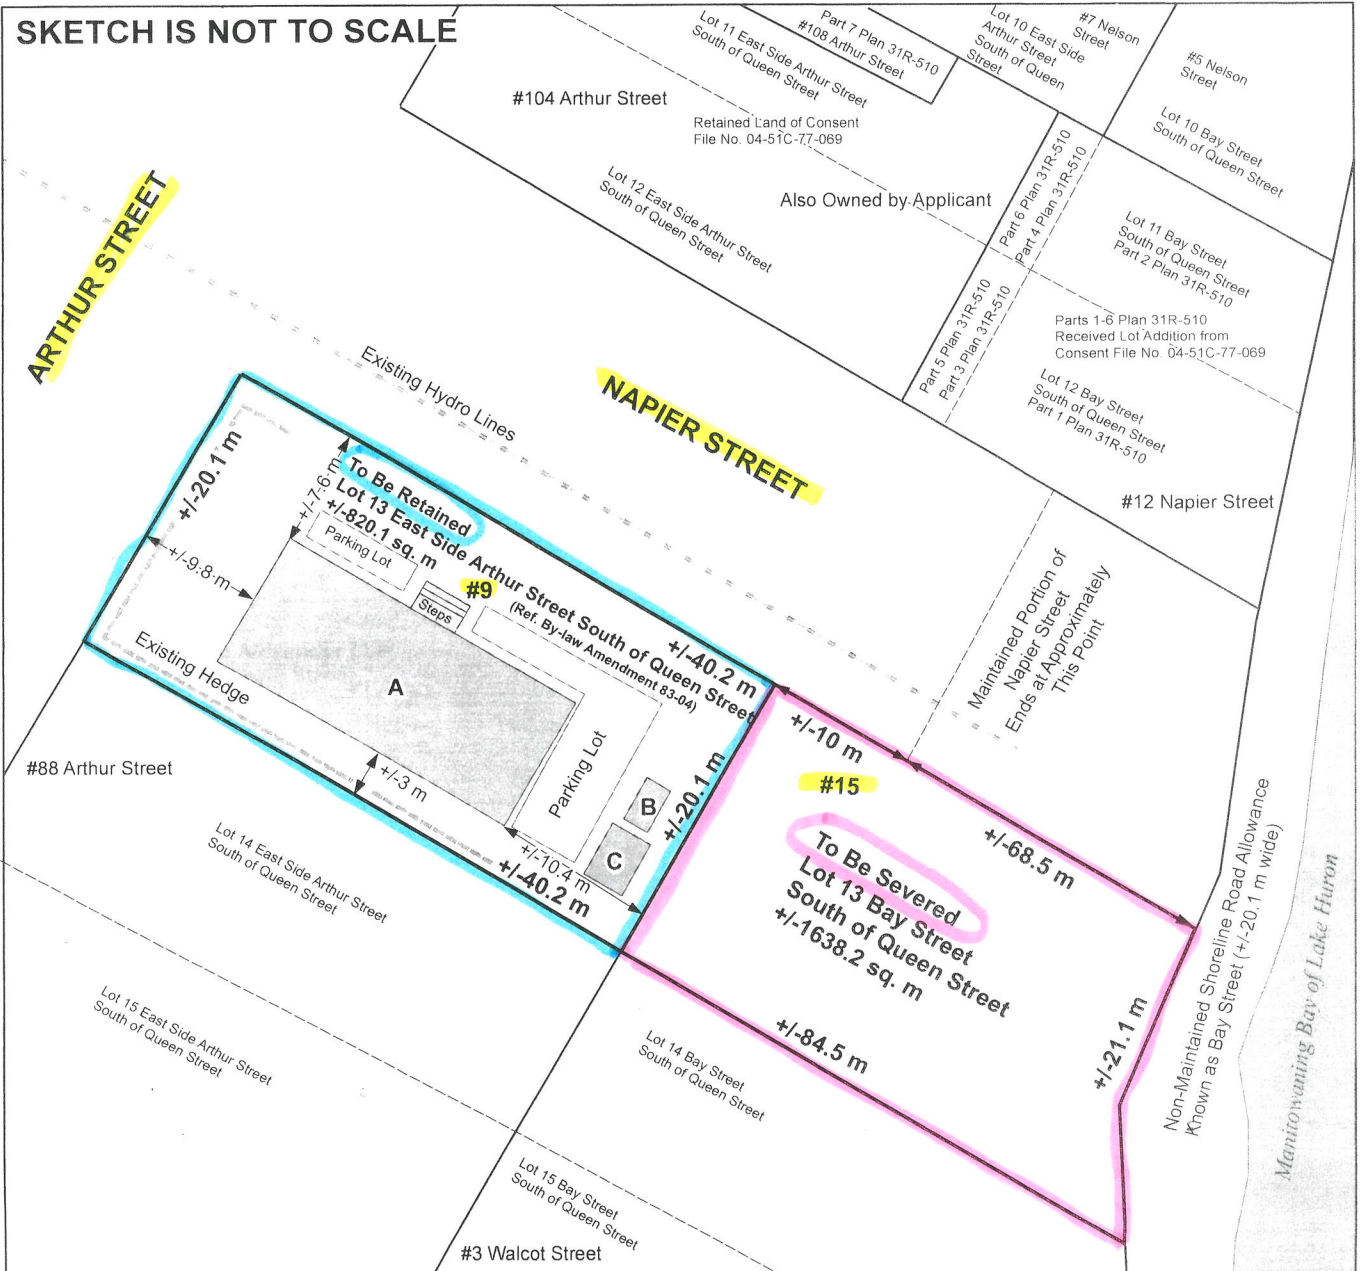 SKETCH IS NOT TO SCALE
Lot 11 East Side Arthur Street
South of Queen Street
Part 7 Plan 31R-510
#108 Arthur Street
Lot 10 East Side
Arthur Street
South of Queen
Street
#7 Nelson
Street
#5 Nelson
Street
#104 Arthur Street
Retained Land of Consent
File No. 04-51C-77-069
Lot 10 Bay Street
South of Queen Street
Lot 12 East Side Arthur Street
South of Queen Street
Also Owned by Applicant
Part 6 Plan 31R-510
Part 4 Plan 31R-510
Lot 11 Bay Street
South of Queen Street
Part 2 Plan 31R-510
ARTHUR STREET
Part 5 Plan 31R-510
Part 3 Plan 31R-510
Parts 1-6 Plan 31R-510
Received Lot Addition from
Consent File No. 04-51C-77-069
Existing Hydro Lines
NAPIER STREET
Lot 12 Bay Street
South of Queen Street
Part 1 Plan 31R-510
#12 Napier Street
+/-20.1 m
+/-7.6 m
To Be Retained
Lot 13 East Side Arthur Street South of Queen Street
+/-820.1 sq. m
Parking Lot
#9
(Ref. By-law Amendment 83-04)
Steps
+/-9.8 m
+/-40.2 m
Maintained Portion of
Napier Street
Ends at Approximately
This Point
Existing Hedge
A
+/-10 m
#88 Arthur Street
+/-3 m
Parking Lot
B
+/-20.1 m
#15
C
+/-10.4 m
+/-40.2 m
+/-68.5 m
To Be Severed
Lot 13 Bay Street
South of Queen Street
+/-1638.2 sq. m
Lot 14 East Side Arthur Street
South of Queen Street
Non-Maintained Shoreline Road Allowance
Known as Bay Street (+/-20.1 m wide)
Manitowaning Bay of Lake Huron
+/-84.5 m
+/-21.1 m
Lot 15 East Side Arthur Street
South of Queen Street
Lot 14 Bay Street
South of Queen Street
Lot 15 Bay Street
South of Queen Street
#3 Walcot Street